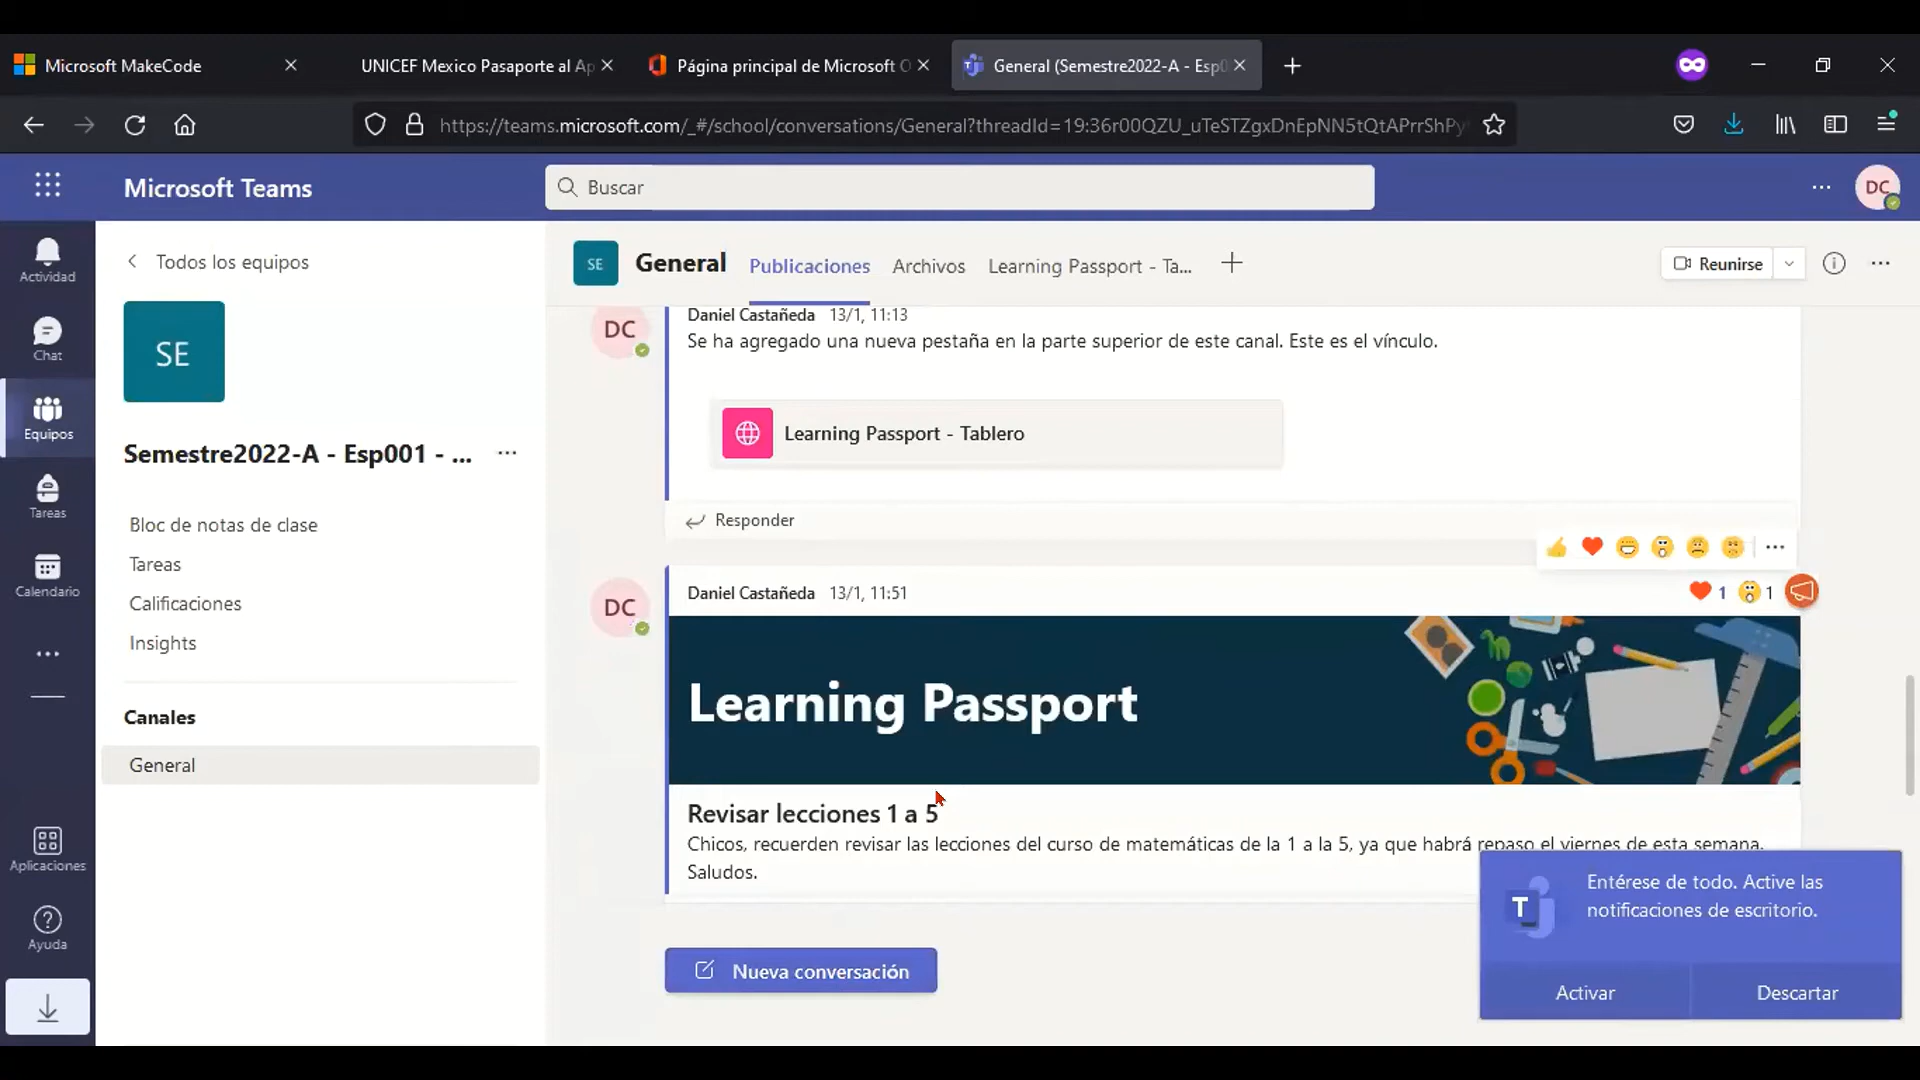 Microsoft MakeCode
UNICEF Mexico Pasaporte al Ap
Página principal de Microsoft O
General (Semestre2022-A - Esp0
https://teams.microsoft.com/_#/school/conversations/General?threadId=19:36r00QZU_uTeSTZgxDnEpNN5tQtAPrrShPy
Microsoft Teams
Buscar
DC
Actividad
Chat
Equipos
Tareas
Calendario
Aplicaciones
Ayuda
Todos los equipos
SE
Semestre2022-A - Esp001 - ...
Bloc de notas de clase
Tareas
Calificaciones
Insights
Canales
General
SE
General
Publicaciones
Archivos
Learning Passport - Ta...
Reunirse
DC
Daniel Castañeda 13/1, 11:13
Se ha agregado una nueva pestaña en la parte superior de este canal. Este es el vínculo.
Learning Passport - Tablero
Responder
DC
Daniel Castañeda 13/1, 11:51
1
1
Learning Passport
Revisar lecciones 1 a 5
Chicos, recuerden revisar las lecciones del curso de matemáticas de la 1 a la 5, ya que habrá repaso el viernes de esta semana.
Saludos.
Nueva conversación
T
Entérese de todo. Active las
notificaciones de escritorio.
Activar
Descartar